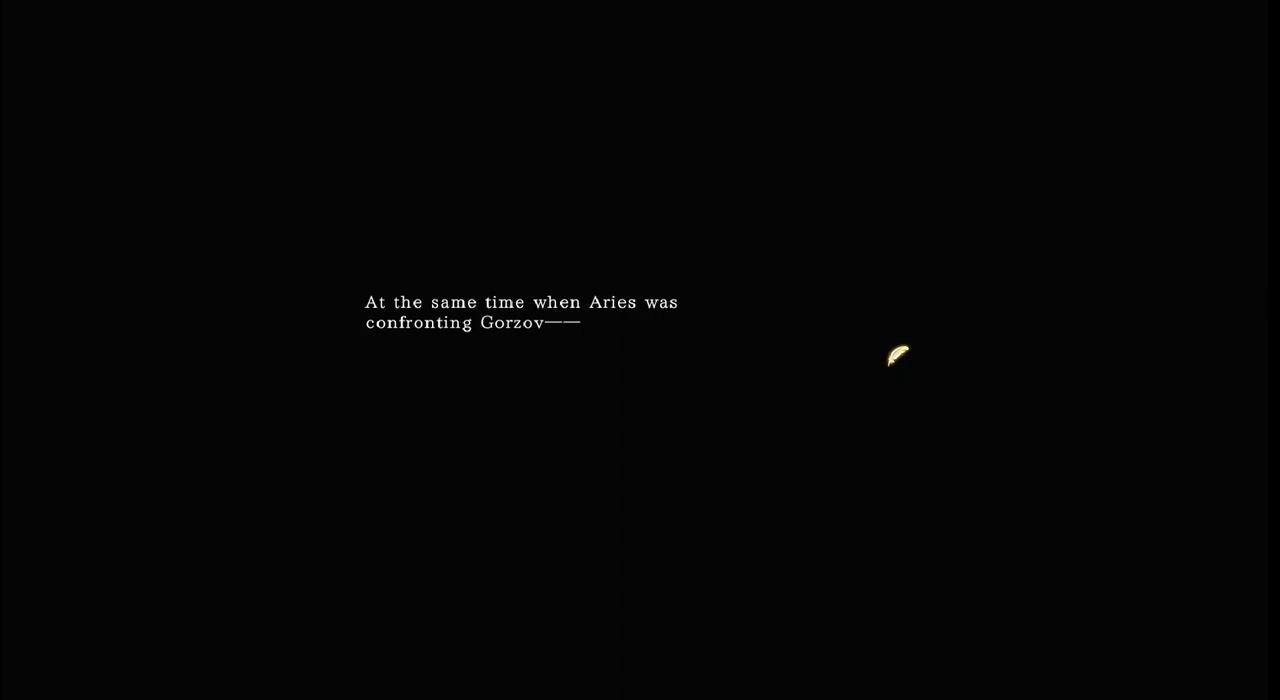 At the same time when Aries was
confronting Gorzov——